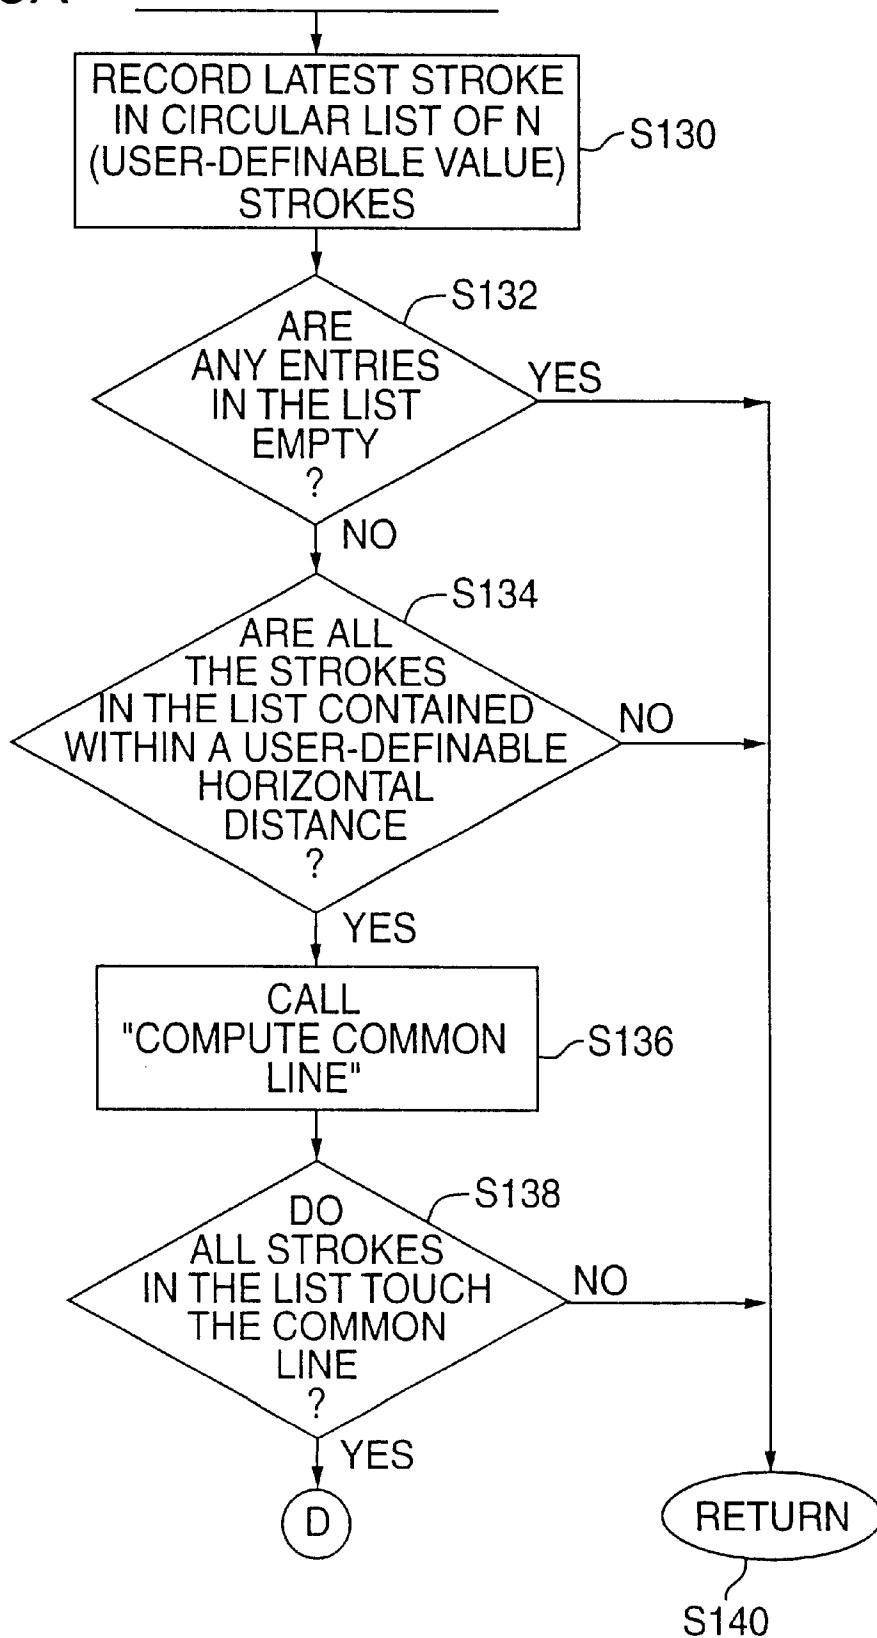 RECORD LATEST STROKE
IN CIRCULAR LIST OF N
(USER-DEFINABLE VALUE)
STROKES
S130
S132
ARE
ANY ENTRIES
IN THE LIST
EMPTY
?
YES
NO
S134
ARE ALL
THE STROKES
IN THE LIST CONTAINED
WITHIN A USER-DEFINABLE
HORIZONTAL
DISTANCE
?
NO
YES
CALL
"COMPUTE COMMON
LINE"
S136
S138
DO
ALL STROKES
IN THE LIST TOUCH
THE COMMON
LINE
?
NO
YES
D
RETURN
S140